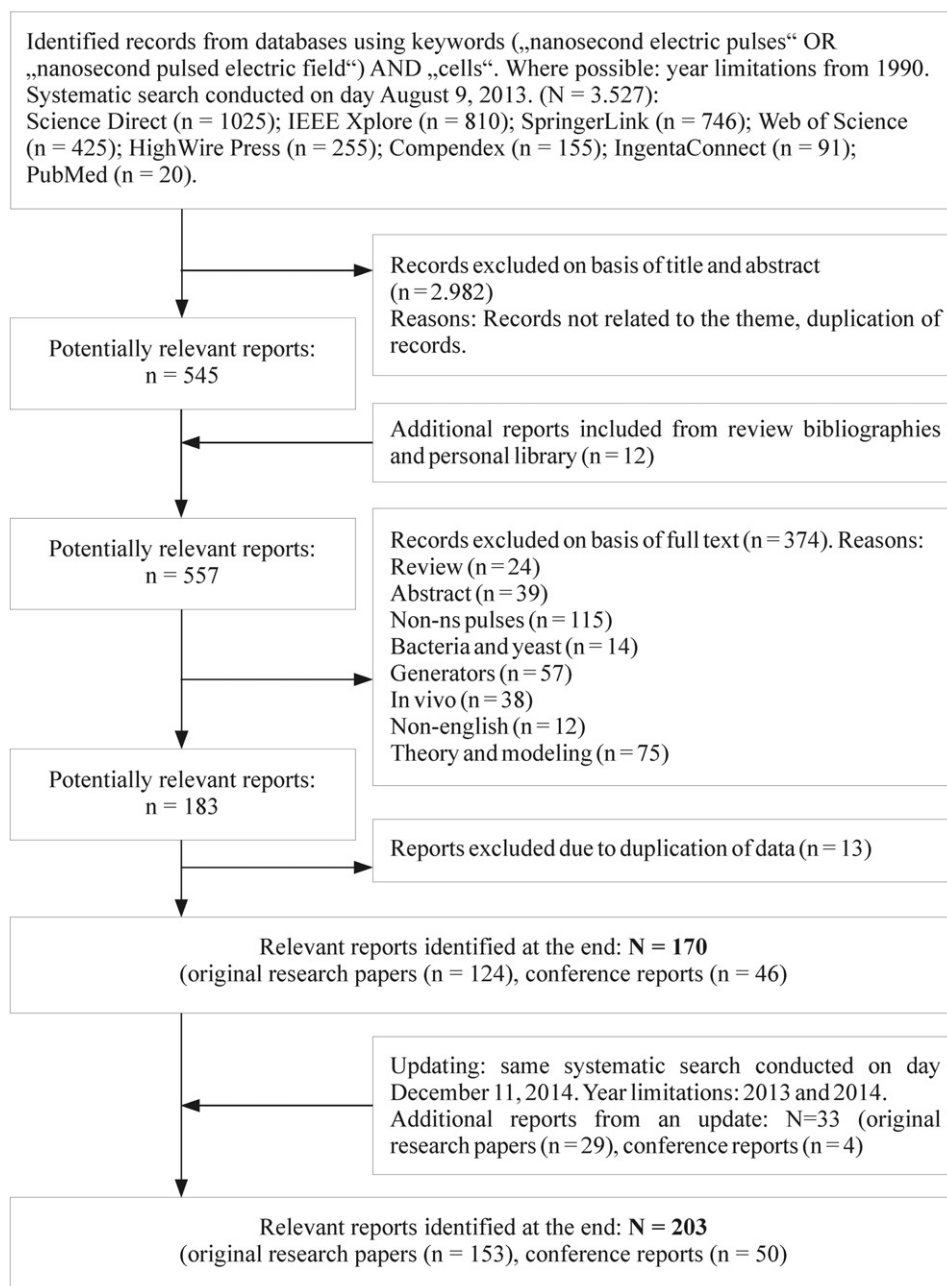 Identified records from databases using keywords („nanosecond electric pulses“ OR
„nanosecond pulsed electric field“) AND „cells“. Where possible: year limitations from 1990.
Systematic search conducted on day August 9, 2013. (N = 3.527):
Science Direct (n = 1025); IEEE Xplore (n = 810); SpringerLink (n = 746); Web of Science
(n = 425); HighWire Press (n = 255); Compendex (n = 155); IngentaConnect (n = 91);
PubMed (n = 20).
Records excluded on basis of title and abstract
(n = 2.982)
Reasons: Records not related to the theme, duplication of
records.
Potentially relevant reports:
n = 545
Additional reports included from review bibliographies
and personal library (n = 12)
Potentially relevant reports:
n = 557
Records excluded on basis of full text (n = 374). Reasons:
Review (n = 24)
Abstract (n = 39)
Non-ns pulses (n = 115)
Bacteria and yeast (n = 14)
Generators (n = 57)
In vivo (n = 38)
Non-english (n = 12)
Theory and modeling (n = 75)
Potentially relevant reports:
n = 183
Reports excluded due to duplication of data (n = 13)
Relevant reports identified at the end: N = 170
(original research papers (n = 124), conference reports (n = 46)
Updating: same systematic search conducted on day
December 11, 2014. Year limitations: 2013 and 2014.
Additional reports from an update: N=33 (original
research papers (n = 29), conference reports (n = 4)
Relevant reports identified at the end: N = 203
(original research papers (n = 153), conference reports (n = 50)